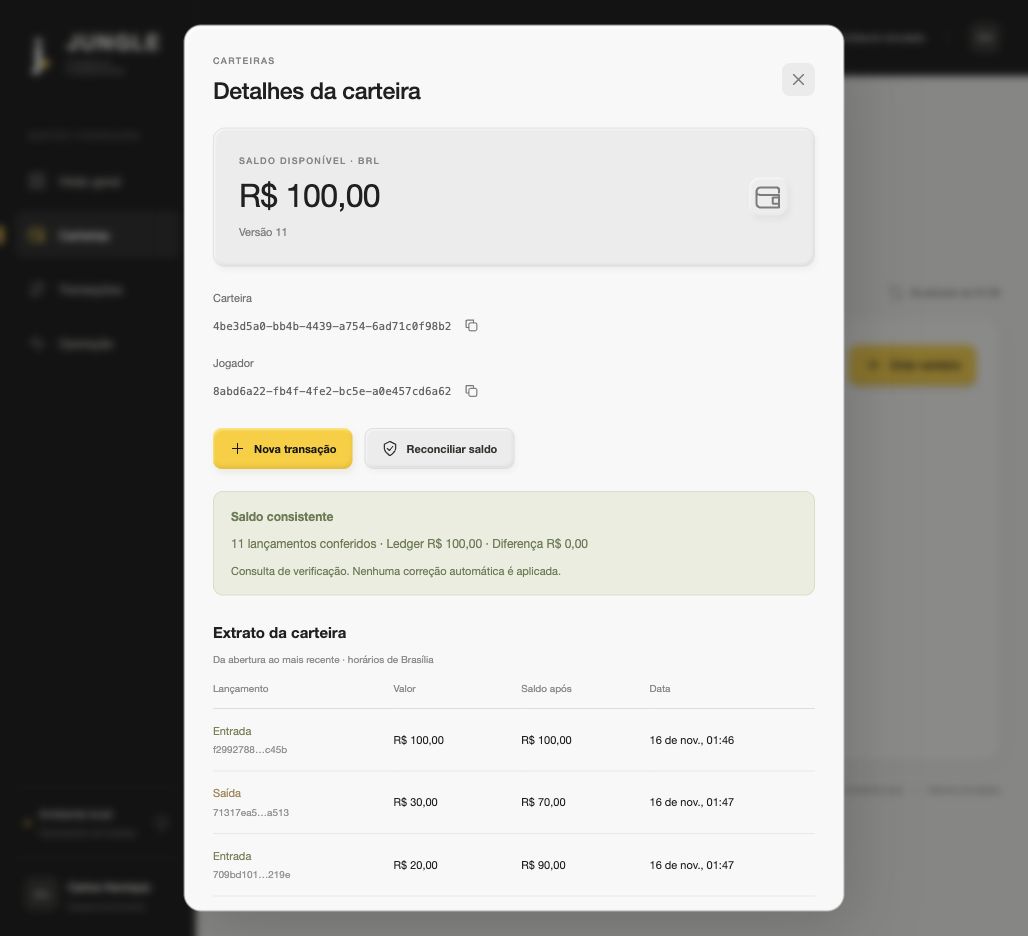 JUNGLE
CARTEIRAS
Detalhes da carteira
SALDO DISPONÍVEL · BRL
R$ 100,00
Versão 11
Carteira
4be3d5a0-bb4b-4439-a754-6ad71c0f98b2
Jogador
8abd6a22-fb4f-4fe2-bc5e-a0e457cd6a62
Nova transação
Reconciliar saldo
Saldo consistente
11 lançamentos conferidos · Ledger R$ 100,00 · Diferença R$ 0,00
Consulta de verificação. Nenhuma correção automática é aplicada.
Extrato da carteira
Da abertura ao mais recente · horários de Brasília
Lançamento Valor Saldo após Data
Entrada
f2992788...c45b
R$ 100,00 R$ 100,00 16 de nov., 01:46
Saída
71317ea5...a513
R$ 30,00 R$ 70,00 16 de nov., 01:47
Entrada
709bd101...219e
R$ 20,00 R$ 90,00 16 de nov., 01:47